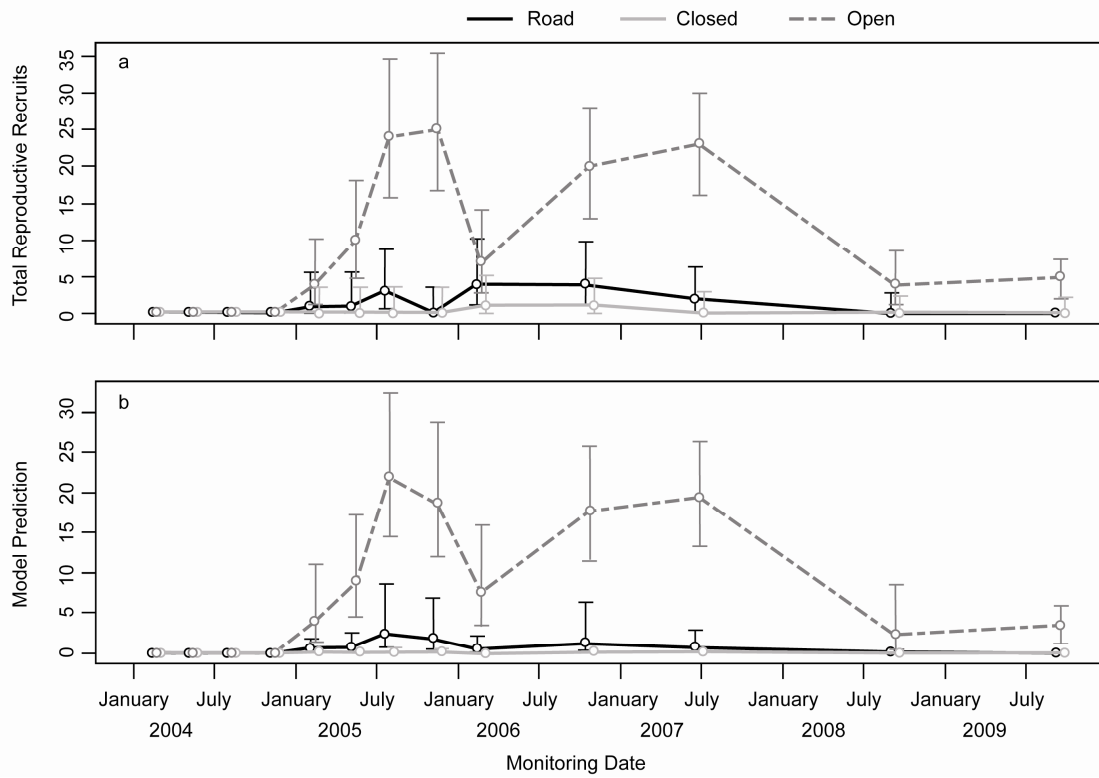 Road Closed Open
a
Total Reproductive Recruits
35
30
25
20
15
10
5
0
b
Model Prediction
30
25
20
15
10
5
0
January July January July January July January July January July January July
2004 2005 2006 2007 2008 2009
Monitoring Date